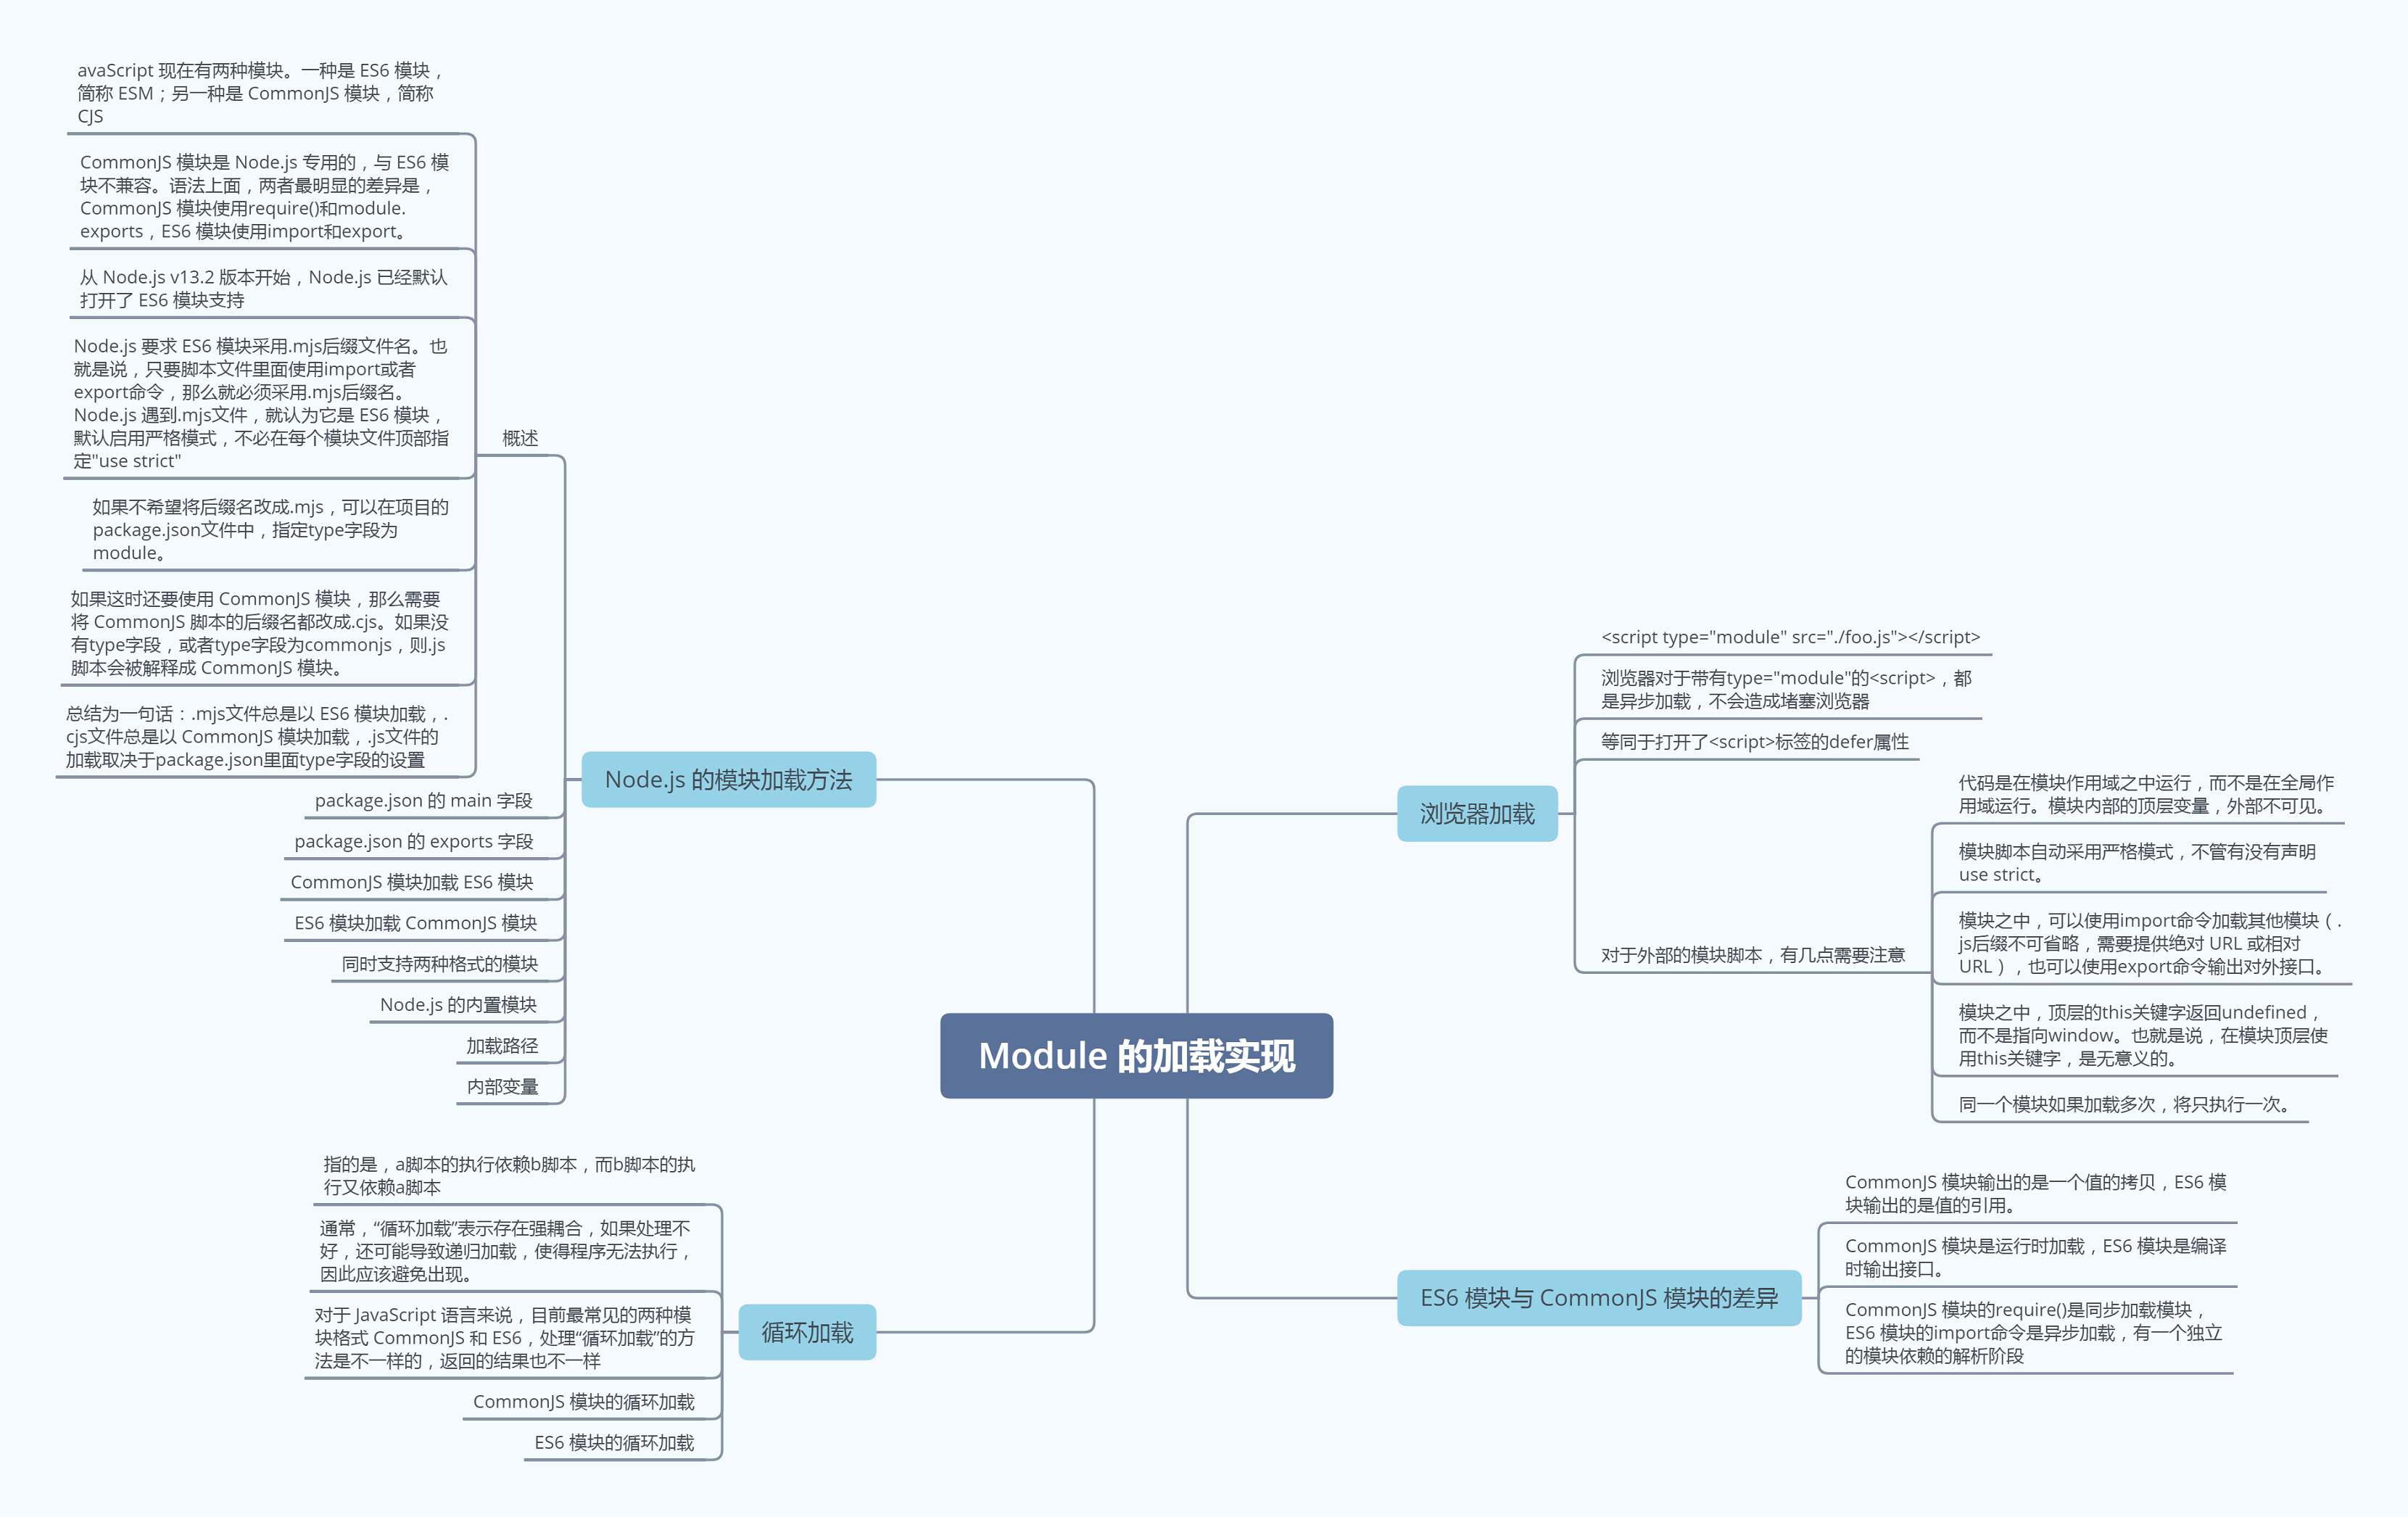 Module 的加载实现
浏览器加载
<script type="module" src="./foo.js"></script>
浏览器对于带有type="module"的<script>，都
是异步加载，不会造成堵塞浏览器
等同于打开了<script>标签的defer属性
对于外部的模块脚本，有几点需要注意
代码是在模块作用域之中运行，而不是在全局作
用域运行。模块内部的顶层变量，外部不可见。
模块脚本自动采用严格模式，不管有没有声明
use strict。
模块之中，可以使用import命令加载其他模块（.
js后缀不可省略，需要提供绝对 URL 或相对
URL），也可以使用export命令输出对外接口。
模块之中，顶层的this关键字返回undefined，
而不是指向window。也就是说，在模块顶层使
用this关键字，是无意义的。
同一个模块如果加载多次，将只执行一次。
ES6 模块与 CommonJS 模块的差异
CommonJS 模块输出的是一个值的拷贝，ES6 模
块输出的是值的引用。
CommonJS 模块是运行时加载，ES6 模块是编译
时输出接口。
CommonJS 模块的require()是同步加载模块，
ES6 模块的import命令是异步加载，有一个独立
的模块依赖的解析阶段
Node.js 的模块加载方法
概述
avaScript 现在有两种模块。一种是 ES6 模块，
简称 ESM；另一种是 CommonJS 模块，简称
CJS
CommonJS 模块是 Node.js 专用的，与 ES6 模
块不兼容。语法上面，两者最明显的差异是，
CommonJS 模块使用require()和module.
exports，ES6 模块使用import和export。
从 Node.js v13.2 版本开始，Node.js 已经默认
打开了 ES6 模块支持
Node.js 要求 ES6 模块采用.mjs后缀文件名。也
就是说，只要脚本文件里面使用import或者
export命令，那么就必须采用.mjs后缀名。
Node.js 遇到.mjs文件，就认为它是 ES6 模块，
默认启用严格模式，不必在每个模块文件顶部指
定"use strict"
如果不希望将后缀名改成.mjs，可以在项目的
package.json文件中，指定type字段为
module。
如果这时还要使用 CommonJS 模块，那么需要
将 CommonJS 脚本的后缀名都改成.cjs。如果没
有type字段，或者type字段为commonjs，则.js
脚本会被解释成 CommonJS 模块。
总结为一句话：.mjs文件总是以 ES6 模块加载，.
cjs文件总是以 CommonJS 模块加载，.js文件的
加载取决于package.json里面type字段的设置
package.json 的 main 字段
package.json 的 exports 字段
CommonJS 模块加载 ES6 模块
ES6 模块加载 CommonJS 模块
同时支持两种格式的模块
Node.js 的内置模块
加载路径
内部变量
循环加载
指的是，a脚本的执行依赖b脚本，而b脚本的执
行又依赖a脚本
通常，“循环加载”表示存在强耦合，如果处理不
好，还可能导致递归加载，使得程序无法执行，
因此应该避免出现。
对于 JavaScript 语言来说，目前最常见的两种模
块格式 CommonJS 和 ES6，处理“循环加载”的方
法是不一样的，返回的结果也不一样
CommonJS 模块的循环加载
ES6 模块的循环加载